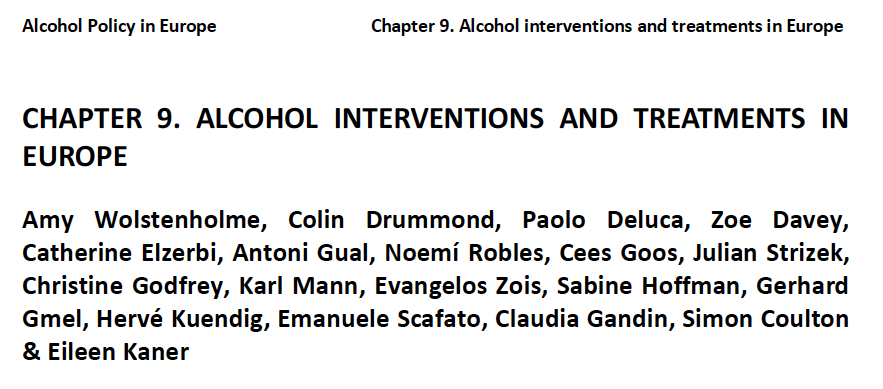 Alcohol Policy in Europe Chapter 9. Alcohol interventions and treatments in Europe
CHAPTER 9. ALCOHOL INTERVENTIONS AND TREATMENTS IN
EUROPE
Amy Wolstenholme, Colin Drummond, Paolo Deluca, Zoe Davey,
Catherine Elzerbi, Antoni Gual, Noemí Robles, Cees Goos, Julian Strizek,
Christine Godfrey, Karl Mann, Evangelos Zois, Sabine Hoffman, Gerhard
Gmel, Hervé Kuendig, Emanuele Scafato, Claudia Gandin, Simon Coulton
& Eileen Kaner